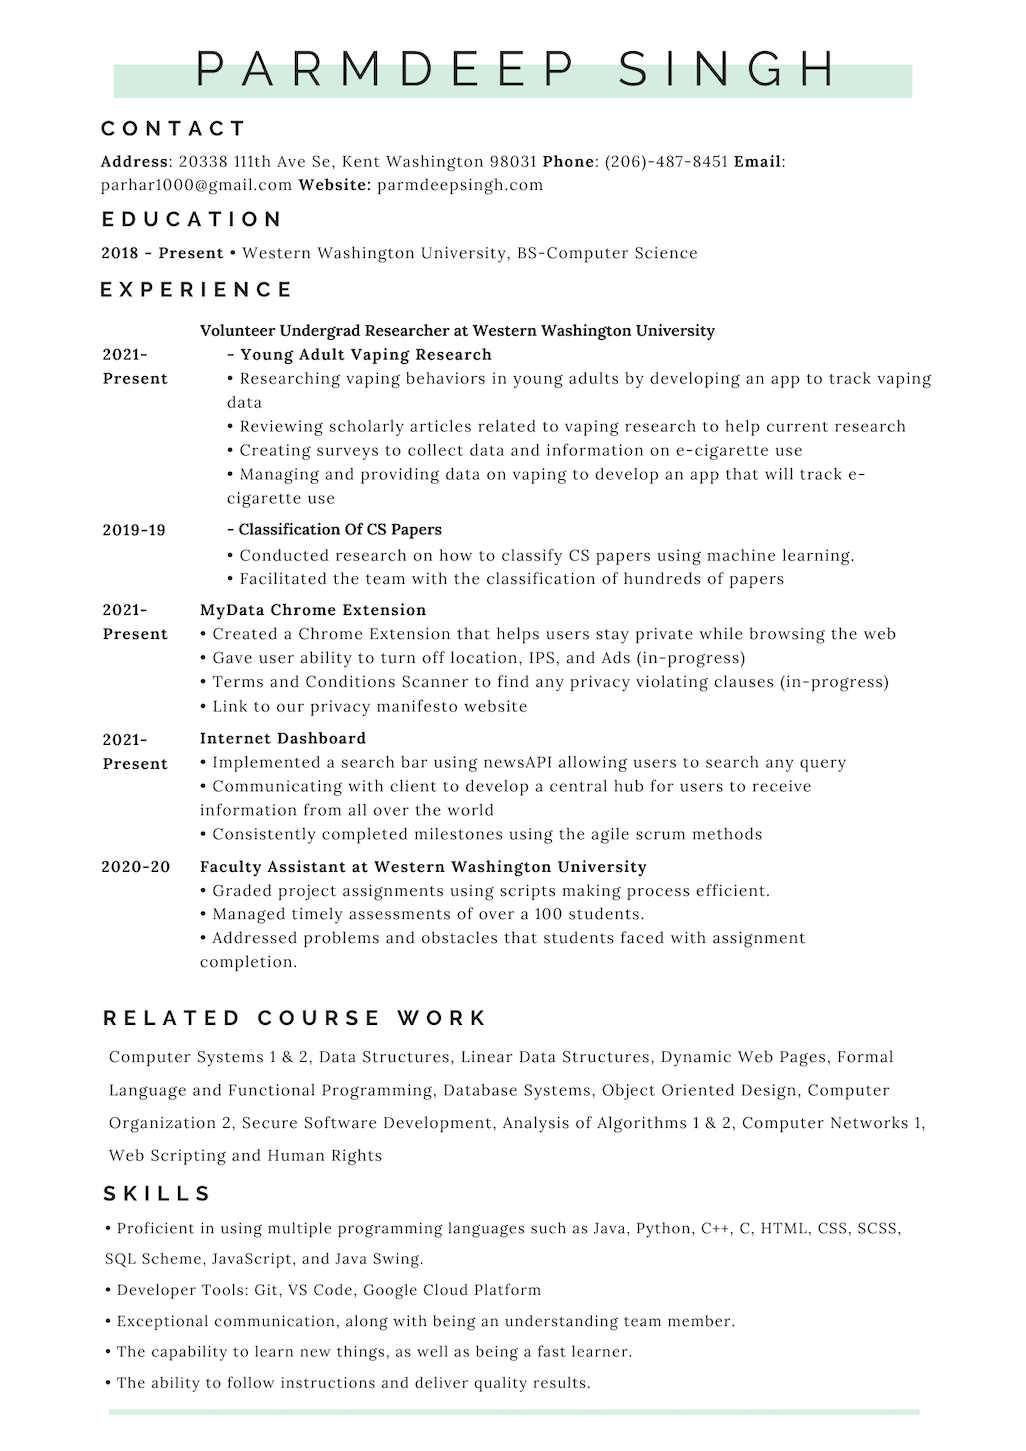 PARMDEEP SINGH
CONTACT
Address: 20338 111th Ave Se, Kent Washington 98031 Phone: (206)-487-8451 Email:
parhar1000@gmail.com Website: parmdeepsingh.com
EDUCATION
2018 - Present • Western Washington University, BS-Computer Science
EXPERIENCE
Volunteer Undergrad Researcher at Western Washington University
2021-
Present
- Young Adult Vaping Research
• Researching vaping behaviors in young adults by developing an app to track vaping
data
• Reviewing scholarly articles related to vaping research to help current research
• Creating surveys to collect data and information on e-cigarette use
• Managing and providing data on vaping to develop an app that will track e-
cigarette use
2019-19
- Classification Of CS Papers
• Conducted research on how to classify CS papers using machine learning.
• Facilitated the team with the classification of hundreds of papers
2021-
Present
MyData Chrome Extension
• Created a Chrome Extension that helps users stay private while browsing the web
• Gave user ability to turn off location, IPS, and Ads (in-progress)
• Terms and Conditions Scanner to find any privacy violating clauses (in-progress)
• Link to our privacy manifesto website
2021-
Present
Internet Dashboard
• Implemented a search bar using newsAPI allowing users to search any query
• Communicating with client to develop a central hub for users to receive
information from all over the world
• Consistently completed milestones using the agile scrum methods
2020-20
Faculty Assistant at Western Washington University
• Graded project assignments using scripts making process efficient.
• Managed timely assessments of over a 100 students.
• Addressed problems and obstacles that students faced with assignment
completion.
RELATED COURSE WORK
Computer Systems 1 & 2, Data Structures, Linear Data Structures, Dynamic Web Pages, Formal
Language and Functional Programming, Database Systems, Object Oriented Design, Computer
Organization 2, Secure Software Development, Analysis of Algorithms 1 & 2, Computer Networks 1,
Web Scripting and Human Rights
SKILLS
• Proficient in using multiple programming languages such as Java, Python, C++, C, HTML, CSS, SCSS,
SQL Scheme, JavaScript, and Java Swing.
• Developer Tools: Git, VS Code, Google Cloud Platform
• Exceptional communication, along with being an understanding team member.
• The capability to learn new things, as well as being a fast learner.
• The ability to follow instructions and deliver quality results.